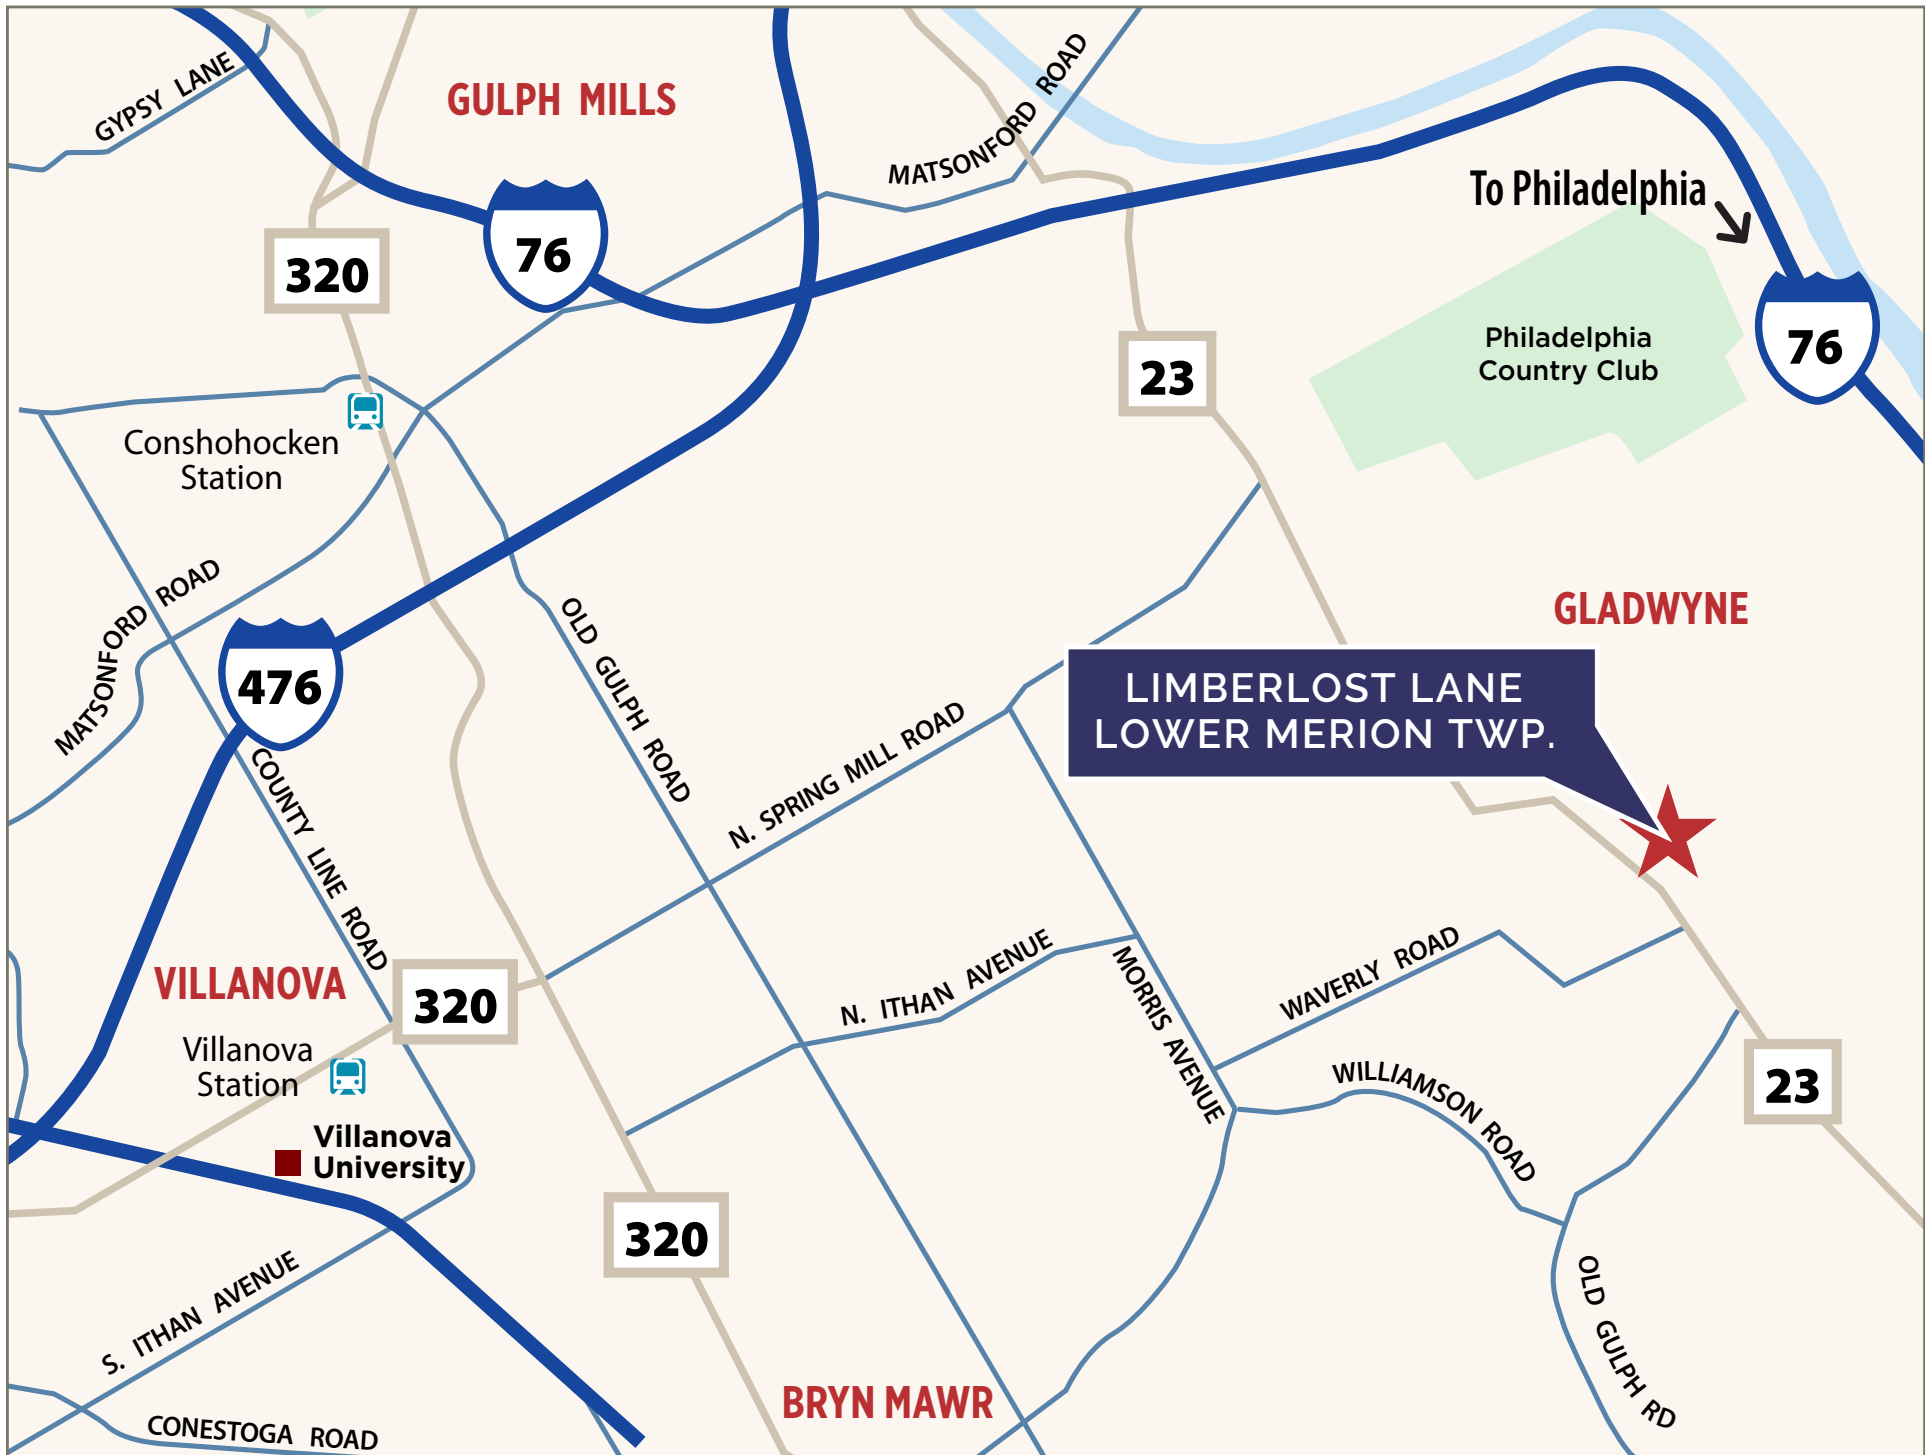 GYPSY LANE
GULPH MILLS
MATSONFORD ROAD
To Philadelphia
320
76
Philadelphia
Country Club
76
23
Conshohocken
Station
MATSONFORD ROAD
476
OLD GULPH ROAD
GLADWYNE
LIMBERLOST LANE
LOWER MERION TWP.
COUNTY LINE ROAD
N. SPRING MILL ROAD
VILLANOVA
320
N. ITHAN AVENUE
MORRIS AVENUE
WAVERLY ROAD
Villanova
Station
WILLIAMSON ROAD
23
Villanova
University
320
S. ITHAN AVENUE
OLD GULPH RD
BRYN MAWR
CONESTOGA ROAD